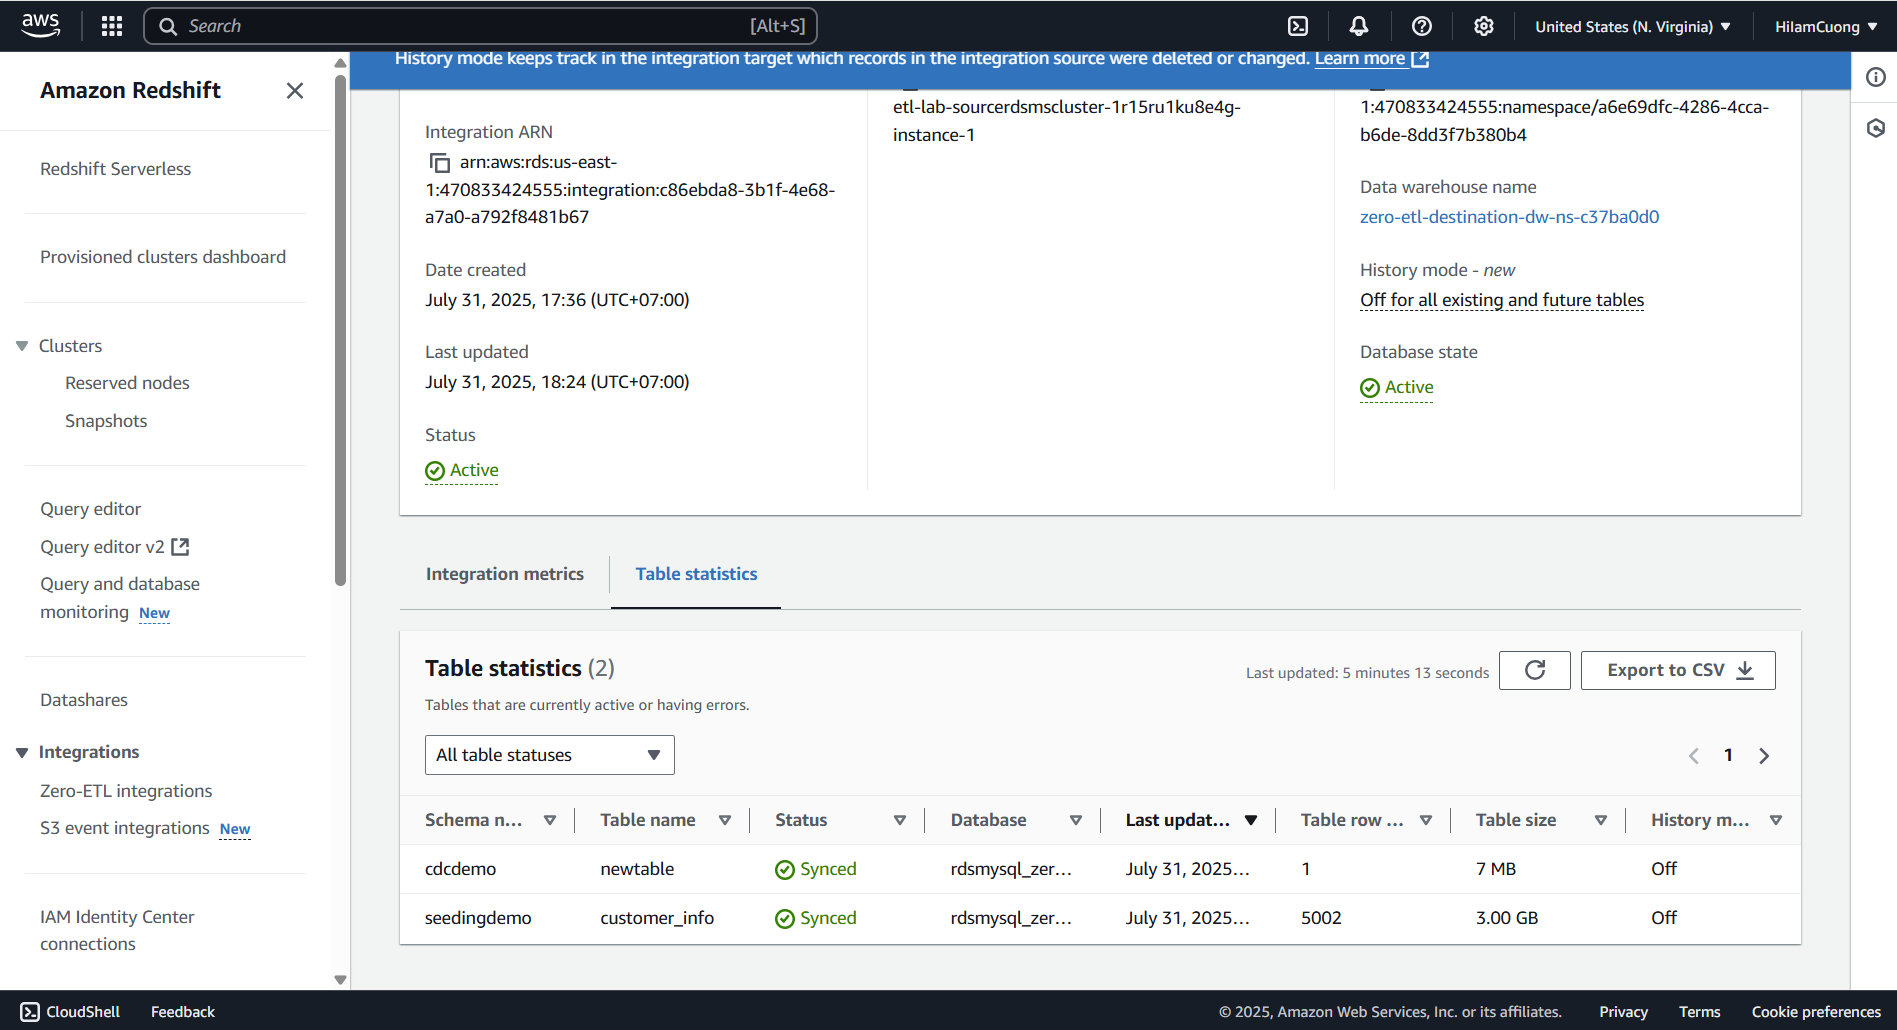 aws
Search
[Alt+S]
United States (N. Virginia)
HilamCuong
Amazon Redshift
Redshift Serverless
Provisioned clusters dashboard
Clusters
Reserved nodes
Snapshots
Query editor
Query editor v2
Query and database
monitoring New
Datashares
Integrations
Zero-ETL integrations
S3 event integrations New
IAM Identity Center
connections
History mode keeps track in the integration target which records in the integration source were deleted or changed. Learn more
Integration ARN
arn:aws:rds:us-east-
1:470833424555:integration:c86ebda8-3b1f-4e68-
a7a0-a792f8481b67
Date created
July 31, 2025, 17:36 (UTC+07:00)
Last updated
July 31, 2025, 18:24 (UTC+07:00)
Status
Active
etl-lab-sourcerdsmscluster-1r15ru1ku8e4g-
instance-1
1:470833424555:namespace/a6e69dfc-4286-4cca-
b6de-8dd3f7b380b4
Data warehouse name
zero-etl-destination-dw-ns-c37ba0d0
History mode - new
Off for all existing and future tables
Database state
Active
Integration metrics
Table statistics
Table statistics (2)
Tables that are currently active or having errors.
Last updated: 5 minutes 13 seconds
Export to CSV
All table statuses
1
Schema n... Table name Status Database Last updat... Table row ... Table size History m...
cdcdemo newtable Synced rdsmysql_zer... July 31, 2025... 1 7 MB Off
seedingdemo customer_info Synced rdsmysql_zer... July 31, 2025... 5002 3.00 GB Off
CloudShell
Feedback
© 2025, Amazon Web Services, Inc. or its affiliates.
Privacy
Terms
Cookie preferences